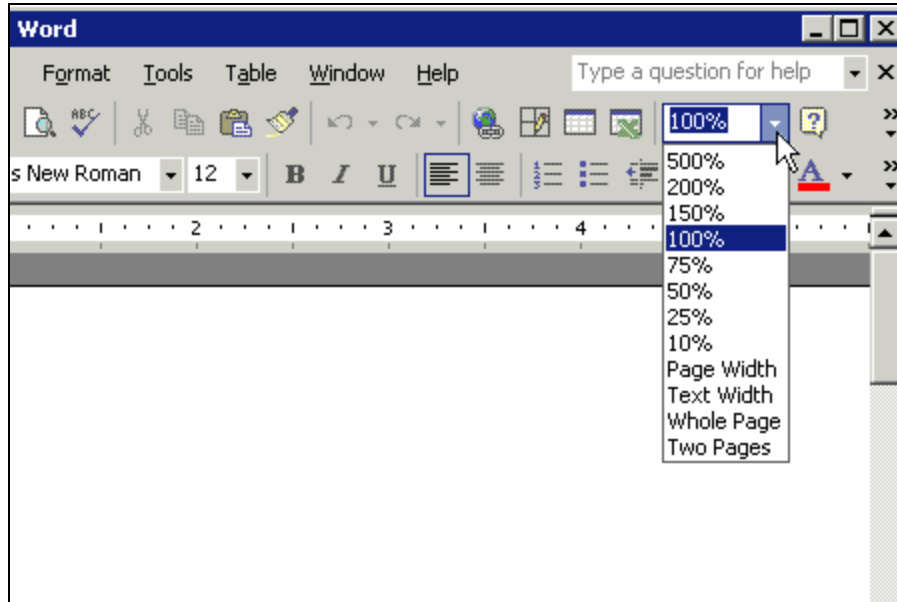 Word
Format Tools Table Window Help Type a question for help
ABC 100%
s New Roman 12 B I U A
2 3 4
500%
200%
150%
100%
75%
50%
25%
10%
Page Width
Text Width
Whole Page
Two Pages